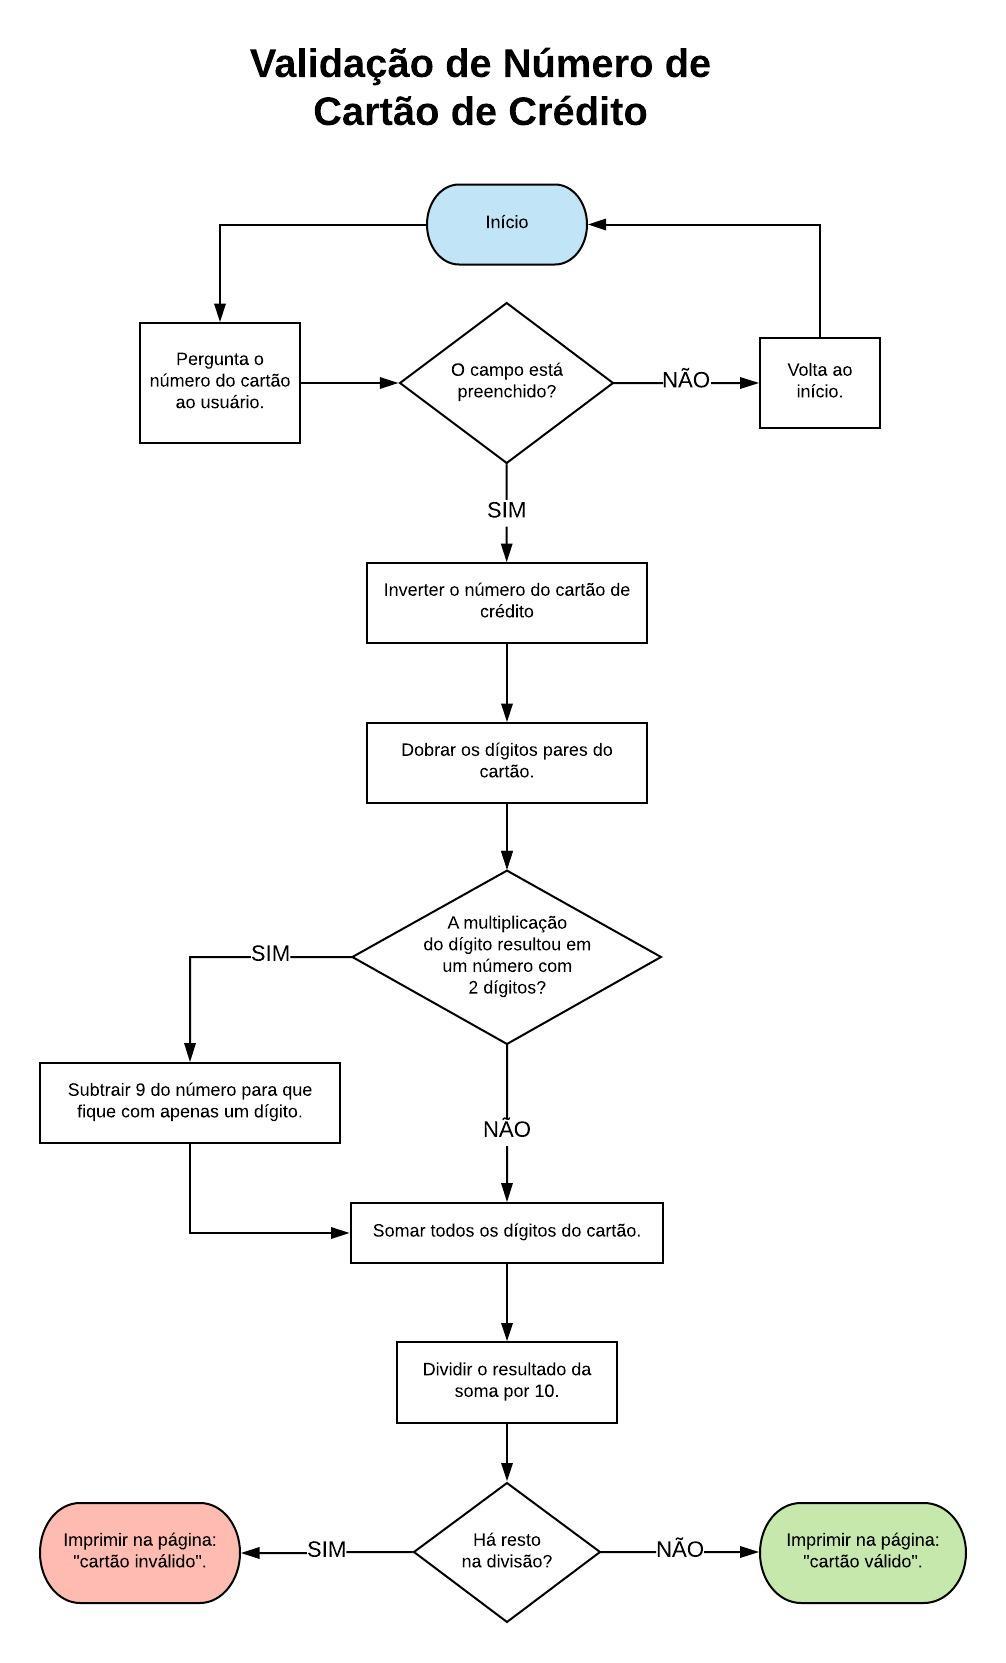 Validação de Número de
Cartão de Crédito
Início
Pergunta o
número do cartão
ao usuário.
O campo está
preenchido?
NÃO
Volta ao
início.
SIM
Inverter o número do cartão de
crédito
Dobrar os dígitos pares do
cartão.
A multiplicação
do dígito resultou em
um número com
2 dígitos?
SIM
Subtrair 9 do número para que
fique com apenas um dígito.
NÃO
Somar todos os dígitos do cartão.
Dividir o resultado da
soma por 10.
Há resto
na divisão?
SIM
Imprimir na página:
"cartão inválido".
NÃO
Imprimir na página:
"cartão válido".